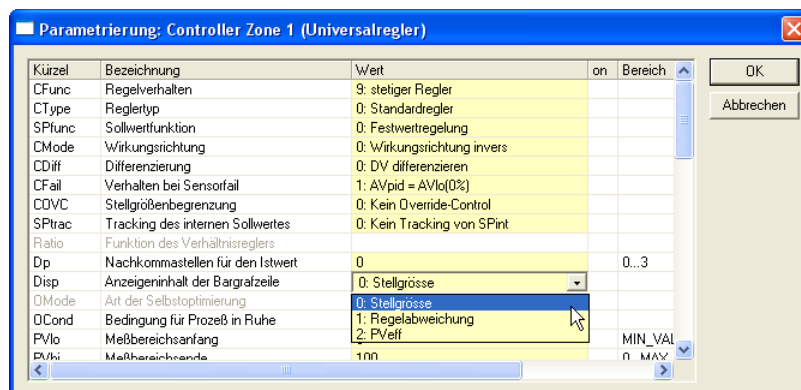 Parametrierung: Controller Zone 1 (Universalregler)
Kürzel Bezeichnung Wert on Bereich
CFunc Regelverhalten 9: stetiger Regler
CType Reglertyp 0: Standardregler
SPfunc Sollwertfunktion 0: Festwertregelung
CMode Wirkungsrichtung 0: Wirkungsrichtung invers
CDiff Differenzierung 0: DV differenzieren
CFail Verhalten bei Sensorfail 1: AVpid = AVlo(0%)
COVC Stellgrößenbegrenzung 0: Kein Override-Control
SPtrac Tracking des internen Sollwertes 0: Kein Tracking von SPint
Ratio Funktion des Verhältnisreglers
Dp Nachkommastellen für den Istwert 0 0...3
Disp Anzeigeninhalt der Bargrafzeile 0: Stellgrösse
OMode Art der Selbstoptimierung 0: Stellgrösse
OCond Bedingung für Prozeß in Ruhe 1: Regelabweichung
2: PVeff
PVlo Meßbereichsanfang MIN_VAL
PVhi Meßbereichsende 100 0...MAX
OK
Abbrechen